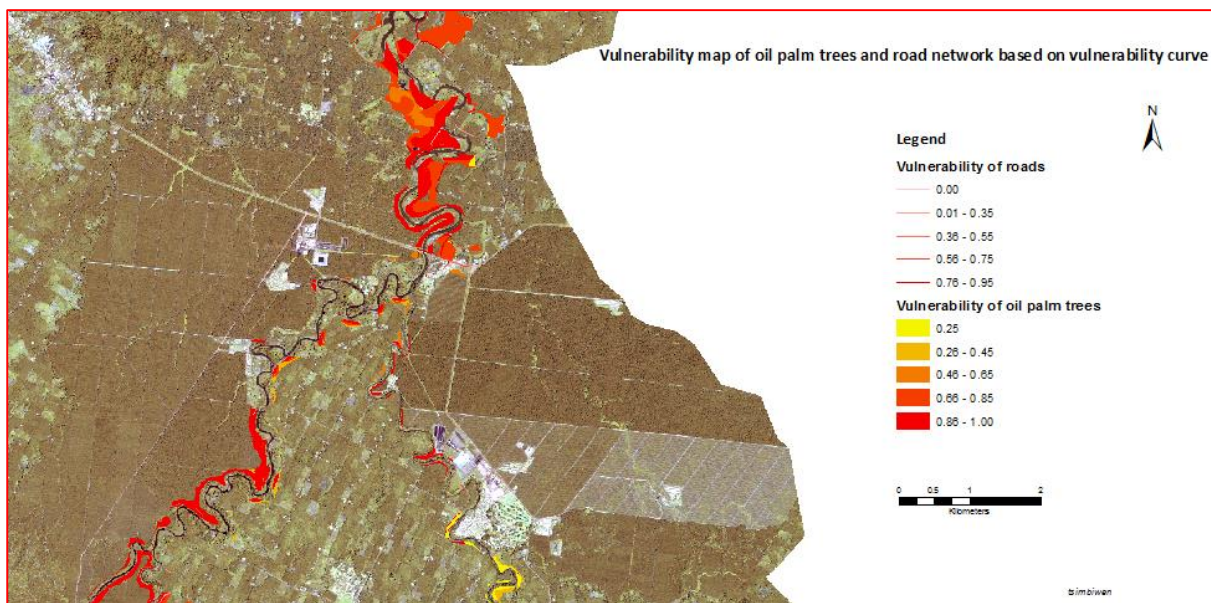 Vulnerability map of oil palm trees and road network based on vulnerability curve
N
Legend
Vulnerability of roads
0.00
0.01 - 0.35
0.36 - 0.55
0.56 - 0.75
0.76 - 0.95
Vulnerability of oil palm trees
0.25
0.26 - 0.45
0.46 - 0.65
0.66 - 0.85
0.86 - 1.00
0 0.5 1 2
Kilometers
tsimbiwen